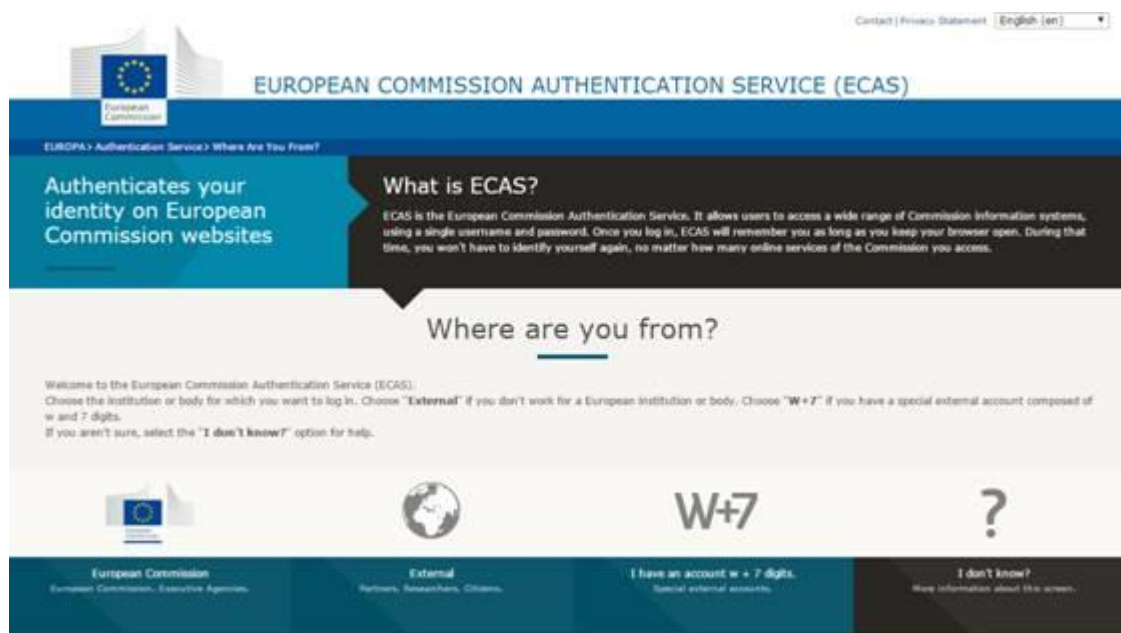 Contact | Privacy Statement English (en)
European
Commission
EUROPEAN COMMISSION AUTHENTICATION SERVICE (ECAS)
EUROPA > Authentication Service > Where Are You From?
Authenticates your
identity on European
Commission websites
What is ECAS?
ECAS is the European Commission Authentication Service. It allows users to access a wide range of Commission information systems,
using a single username and password. Once you log in, ECAS will remember you as long as you keep your browser open. During that
time, you won't have to identify yourself again, no matter how many online services of the Commission you access.
Where are you from?
Welcome to the European Commission Authentication Service (ECAS).
Choose the institution or body for which you want to log in. Choose "External" if you don't work for a European institution or body. Choose "W+7" if you have a special external account composed of
w and 7 digits.
If you aren't sure, select the "I don't know?" option for help.
W+7
?
European Commission
European Commission, Executive Agencies.
External
Partners, Researchers, Citizens.
I have an account w + 7 digits.
Special external accounts.
I don't know?
More information about this screen.